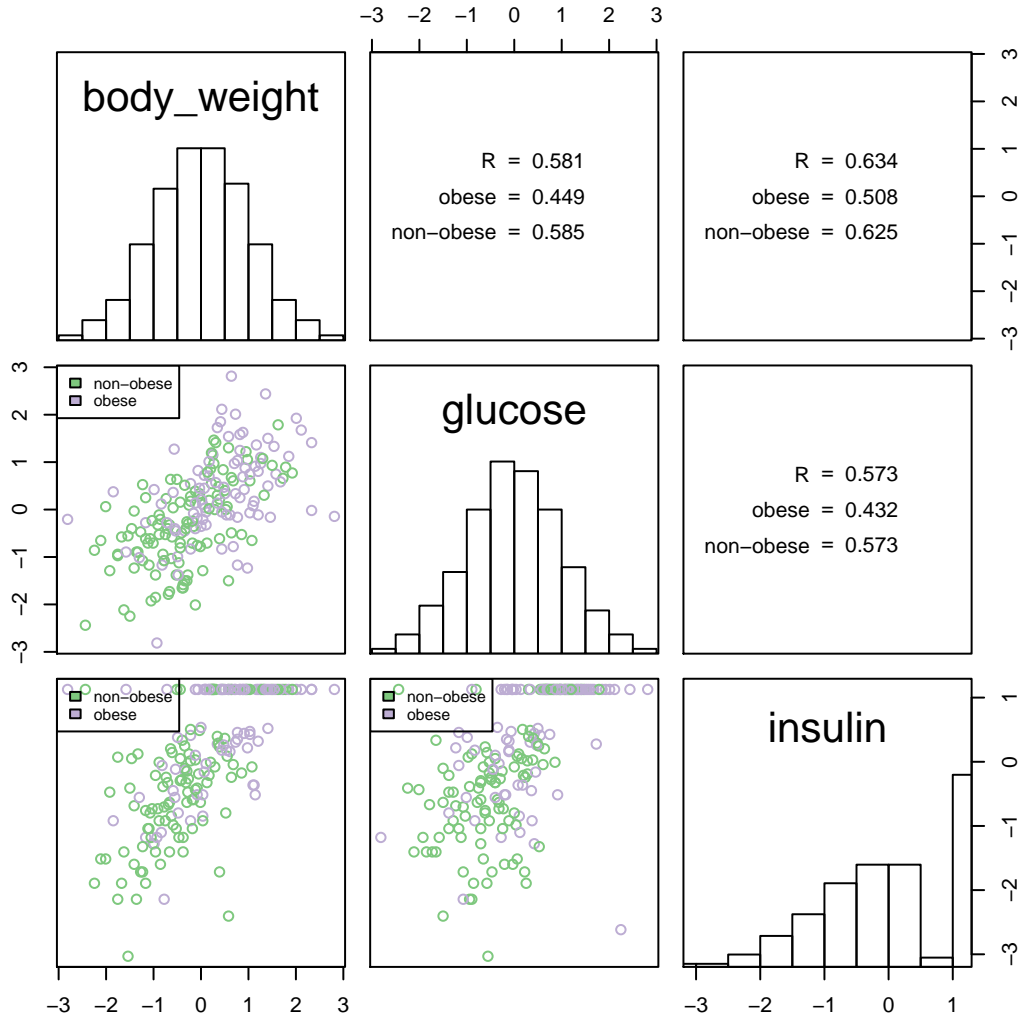 −3 −2 −1 0 1 2 3
body_weight
R = 0.581
obese = 0.449
non−obese = 0.585
R = 0.634
obese = 0.508
non−obese = 0.625
3
2
1
0
−1
−2
−3
3
2
1
0
−1
−2
−3
non−obese
obese
glucose
R = 0.573
obese = 0.432
non−obese = 0.573
non−obese
obese
non−obese
obese
insulin
1
0
−1
−2
−3
−3 −2 −1 0 1 2 3
−3 −2 −1 0 1